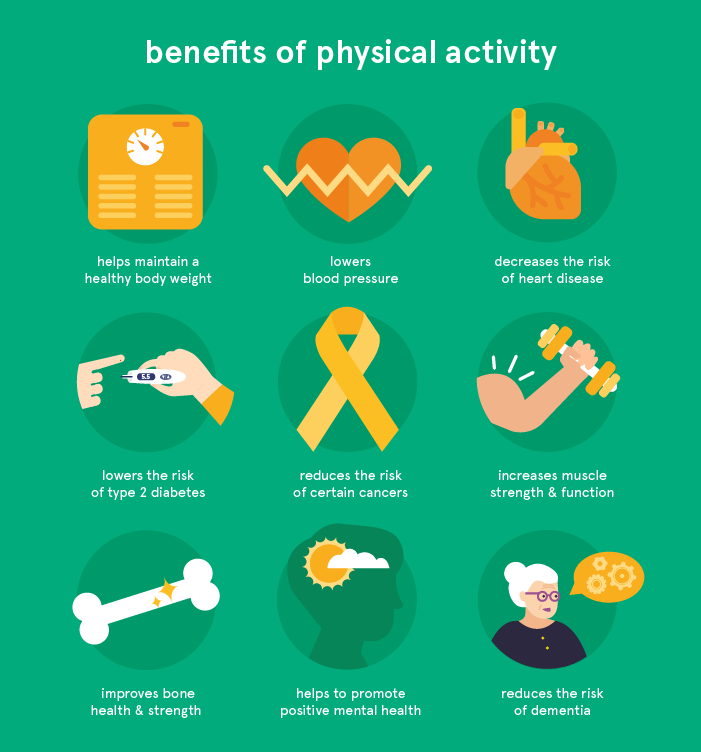 benefits of physical activity
helps maintain a
healthy body weight
lowers
blood pressure
decreases the risk
of heart disease
5.5
lowers the risk
of type 2 diabetes
reduces the risk
of certain cancers
increases muscle
strength & function
improves bone
health & strength
helps to promote
positive mental health
reduces the risk
of dementia